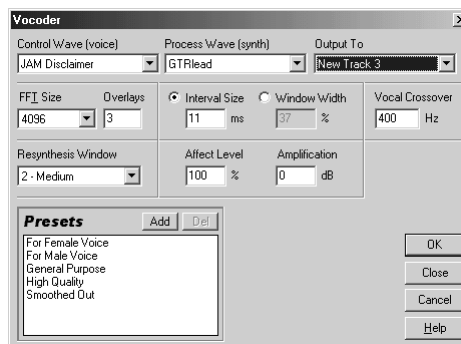 Vocoder
Control Wave (voice) Process Wave (synth) Output To
JAM Disclaimer GTRlead New Track 3
FFT Size Overlays Interval Size Window Width Vocal Crossover
4096 3 11 ms 37 % 400 Hz
Resynthesis Window Affect Level Amplification
2 - Medium 100 % 0 dB
Presets Add Del
For Female Voice
For Male Voice
General Purpose
High Quality
Smoothed Out
OK
Close
Cancel
Help